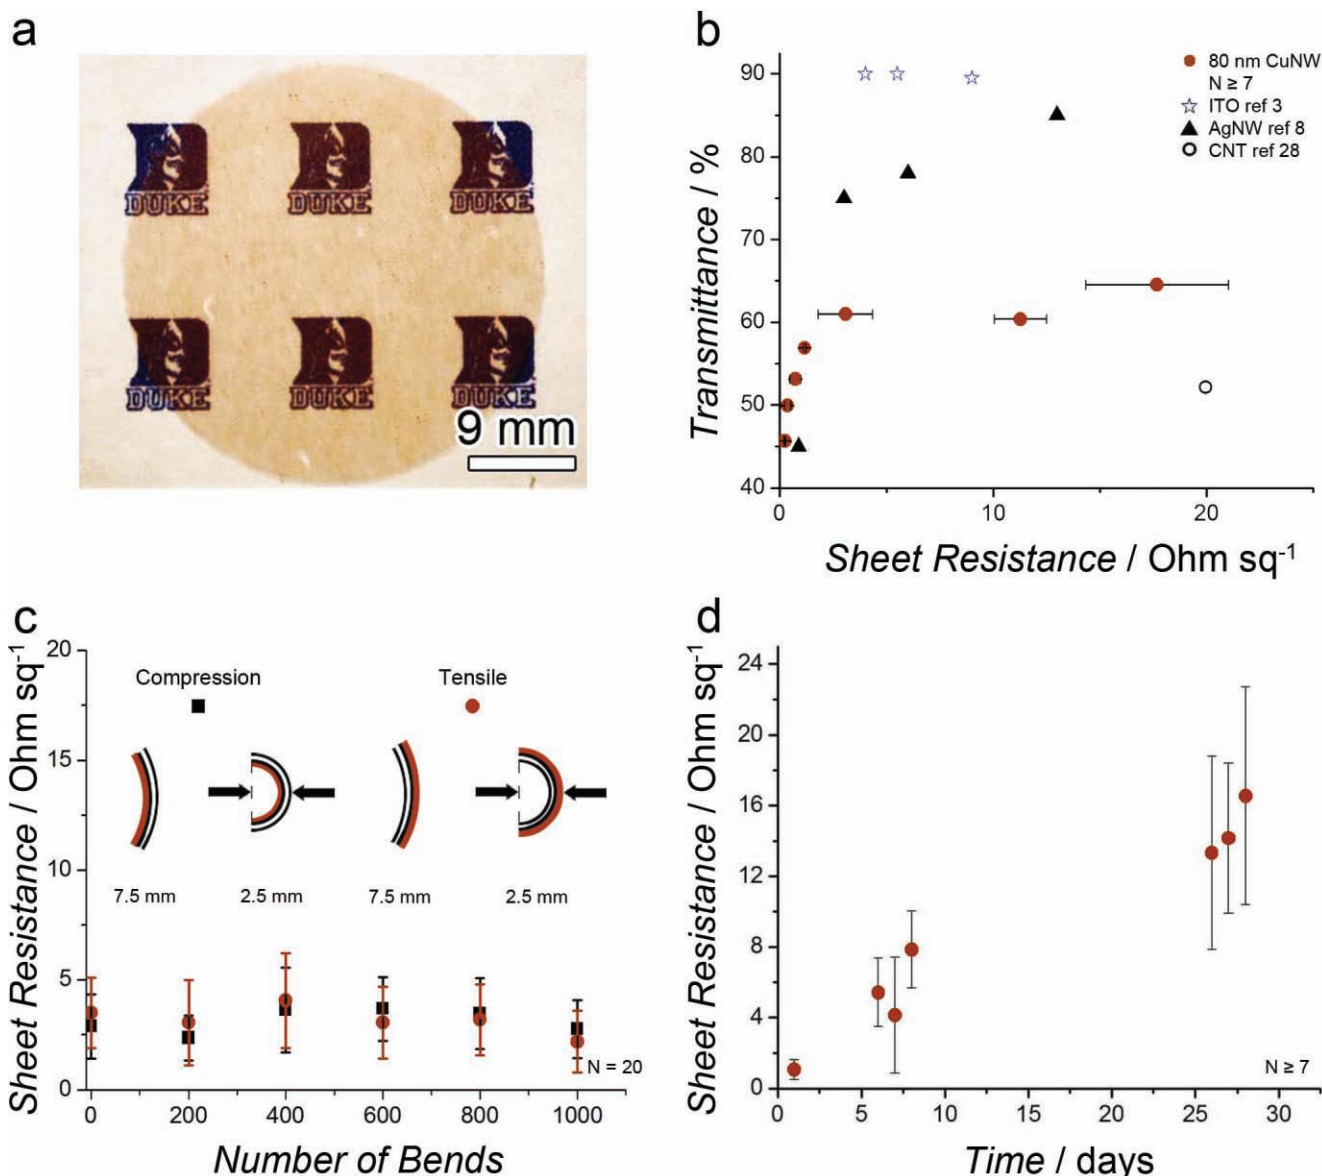 a
DUKE DUKE DUKE
DUKE DUKE DUKE
9 mm
b
Transmittance / %
90
80
70
60
50
40
0 10 20
Sheet Resistance / Ohm sq-1
80 nm CuNW
N ≥ 7
ITO ref 3
AgNW ref 8
CNT ref 28
c
Sheet Resistance / Ohm sq-1
20
15
10
5
0
Compression Tensile
7.5 mm 2.5 mm 7.5 mm 2.5 mm
N = 20
0 200 400 600 800 1000
Number of Bends
d
Sheet Resistance / Ohm sq-1
24
20
16
12
8
4
0
N ≥ 7
0 5 10 15 20 25 30
Time / days